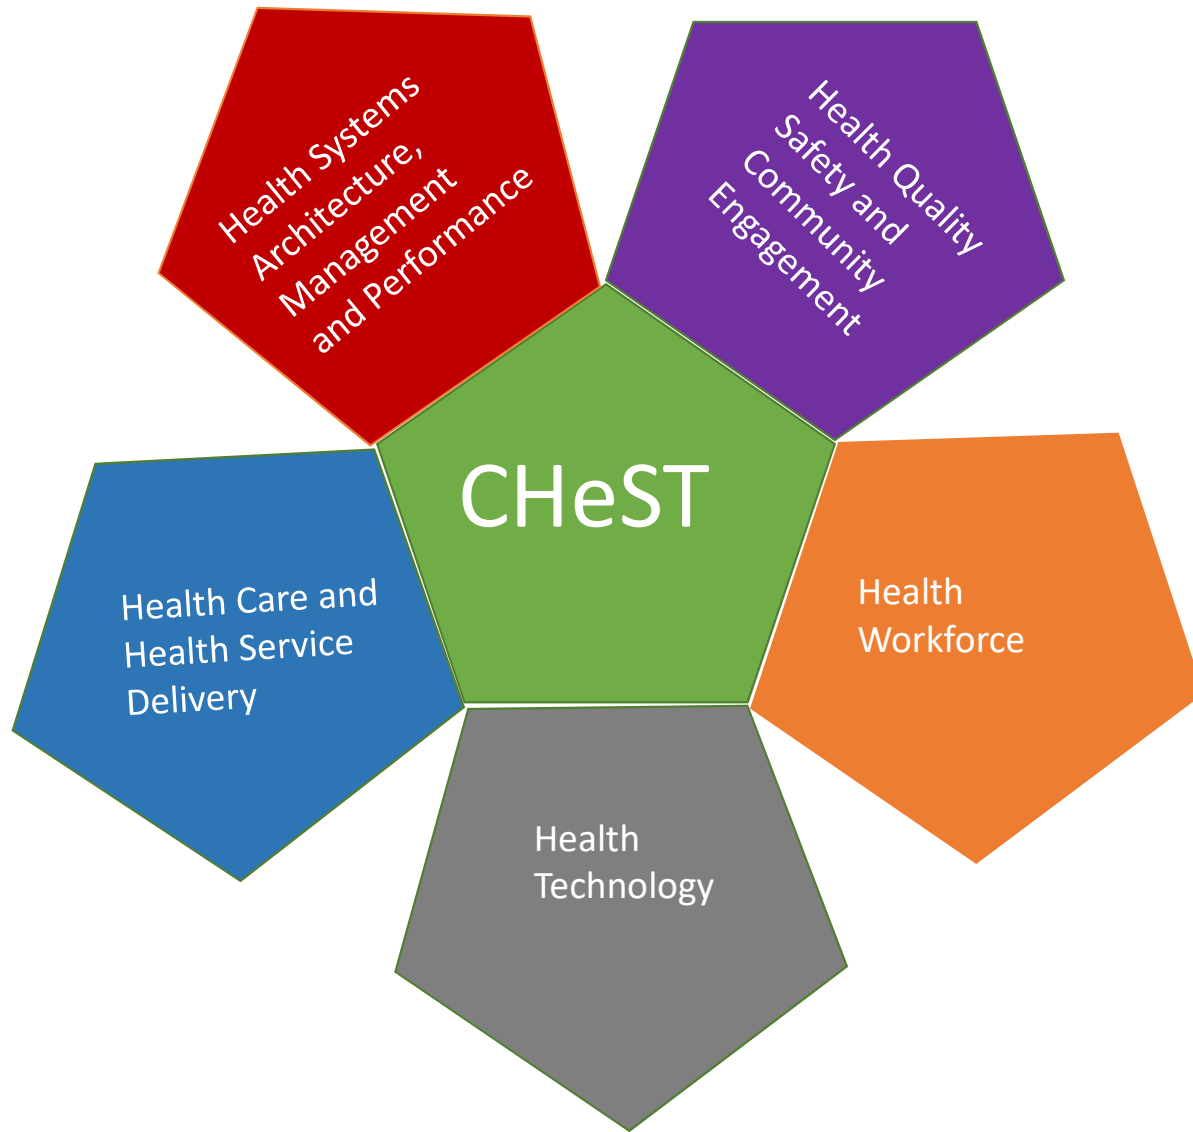 Health Systems
Architecture,
Management
and Performance
Health Quality
Safety and
Community
Engagement
CHeST
Health Care and
Health Service
Delivery
Health
Workforce
Health
Technology